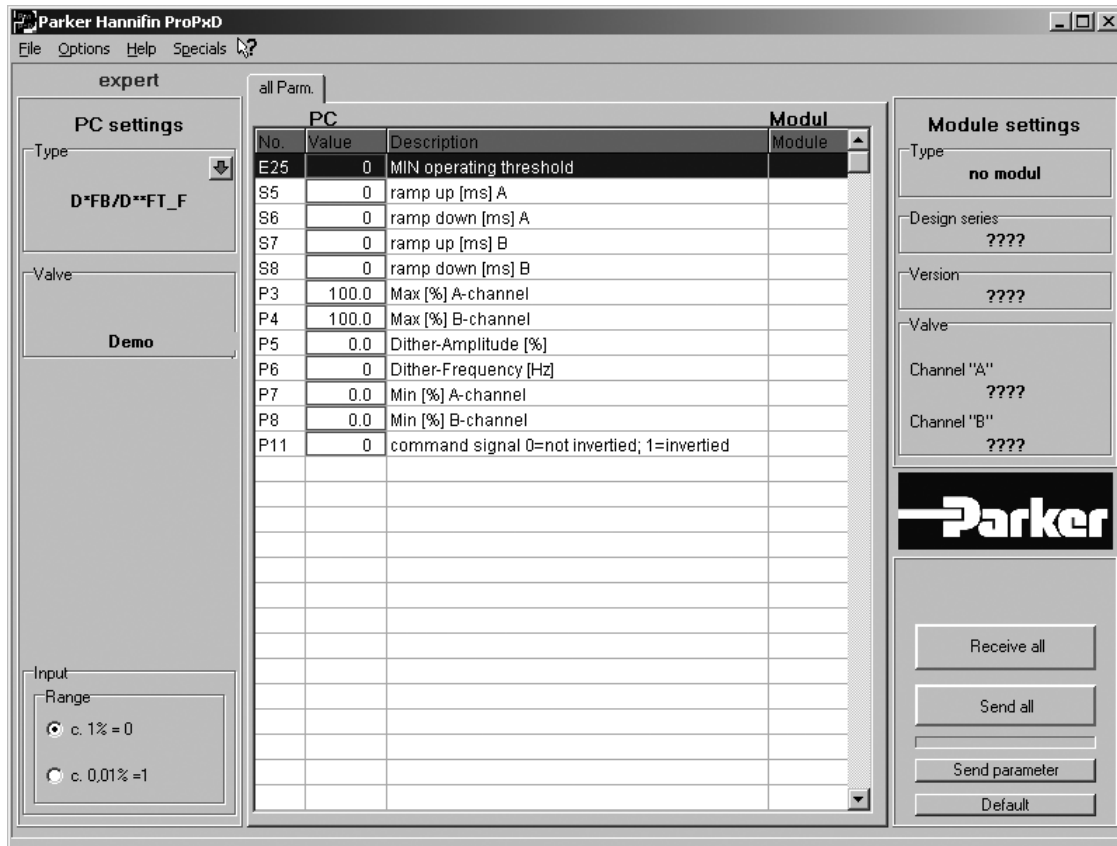 Parker Hannifin ProPxD
File Options Help Specials ?
expert
PC settings
Type
D*FB/D**FT_F
Valve
Demo
Input
Range
c. 1% = 0
c. 0,01% =1
all Parm.
PC Modul
No. Value Description Module
E25 0 MIN operating threshold
S5 0 ramp up [ms] A
S6 0 ramp down [ms] A
S7 0 ramp up [ms] B
S8 0 ramp down [ms] B
P3 100.0 Max [%] A-channel
P4 100.0 Max [%] B-channel
P5 0.0 Dither-Amplitude [%]
P6 0 Dither-Frequency [Hz]
P7 0.0 Min [%] A-channel
P8 0.0 Min [%] B-channel
P11 0 command signal 0=not invertied; 1=invertied
Module settings
Type
no modul
Design series
????
Version
????
Valve
Channel "A"
????
Channel "B"
????
Parker
Receive all
Send all
Send parameter
Default